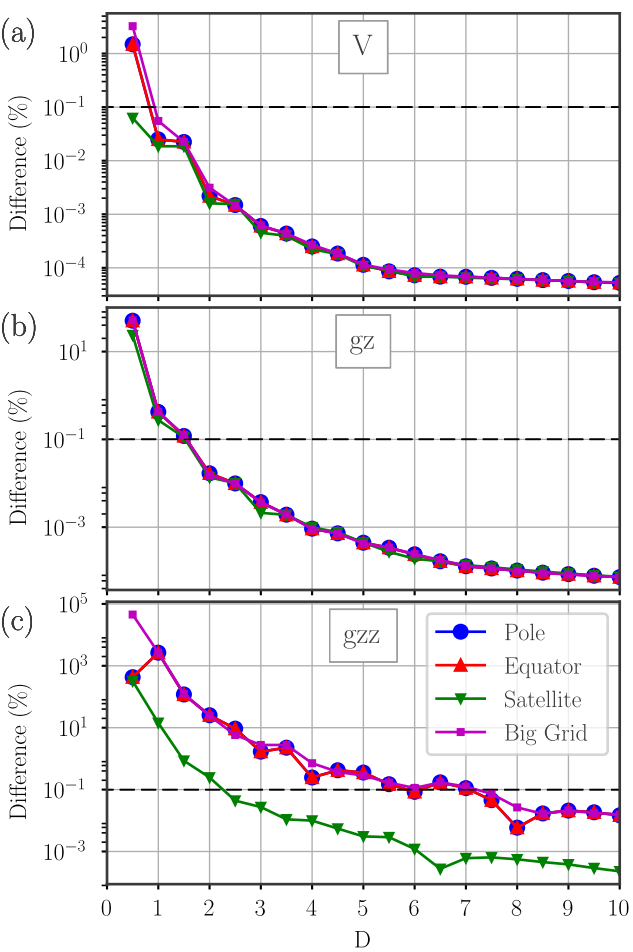 (a)
V
10^0
10^-1
10^-2
10^-3
10^-4
Difference (%)
(b)
gz
10^1
10^-1
10^-3
Difference (%)
(c)
gzz
10^5
10^3
10^1
10^-1
10^-3
Difference (%)
Pole
Equator
Satellite
Big Grid
0 1 2 3 4 5 6 7 8 9 10
D